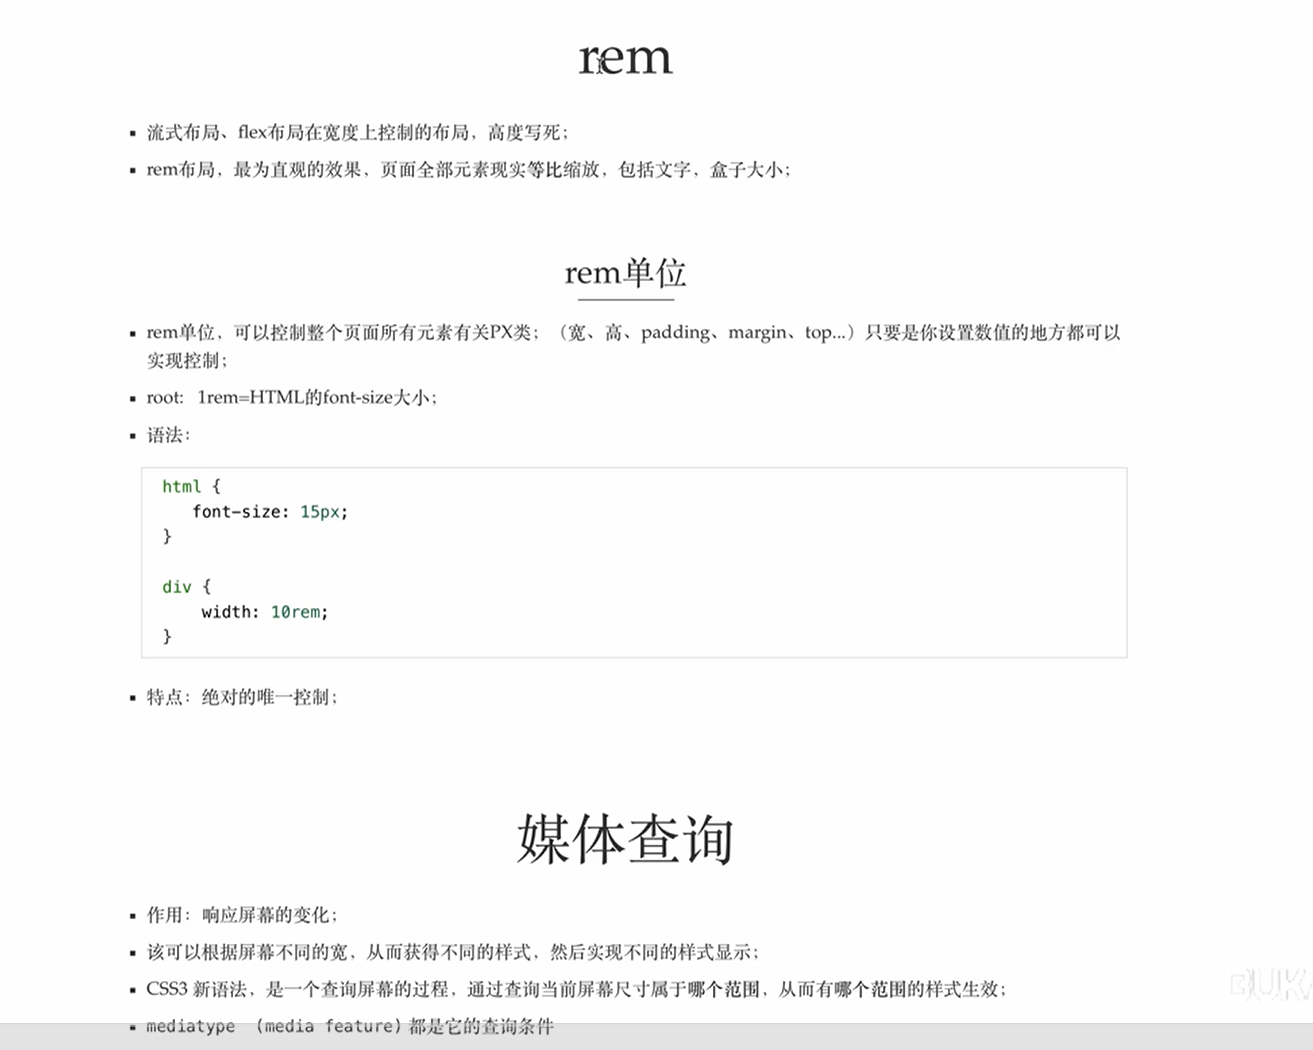 rem
流式布局、flex布局在宽度上控制的布局，高度写死；
rem布局，最为直观的效果，页面全部元素现实等比缩放，包括文字，盒子大小；
rem单位
rem单位，可以控制整个页面所有元素有关PX类；（宽、高、padding、margin、top...）只要是你设置数值的地方都可以
实现控制；
root: 1rem=HTML的font-size大小；
语法：
html {
font-size: 15px;
}
div {
width: 10rem;
}
特点：绝对的唯一控制；
媒体查询
作用：响应屏幕的变化；
该可以根据屏幕不同的宽，从而获得不同的样式，然后实现不同的样式显示；
CSS3 新语法，是一个查询屏幕的过程，通过查询当前屏幕尺寸属于哪个范围，从而有哪个范围的样式生效；
mediatype (media feature) 都是它的查询条件